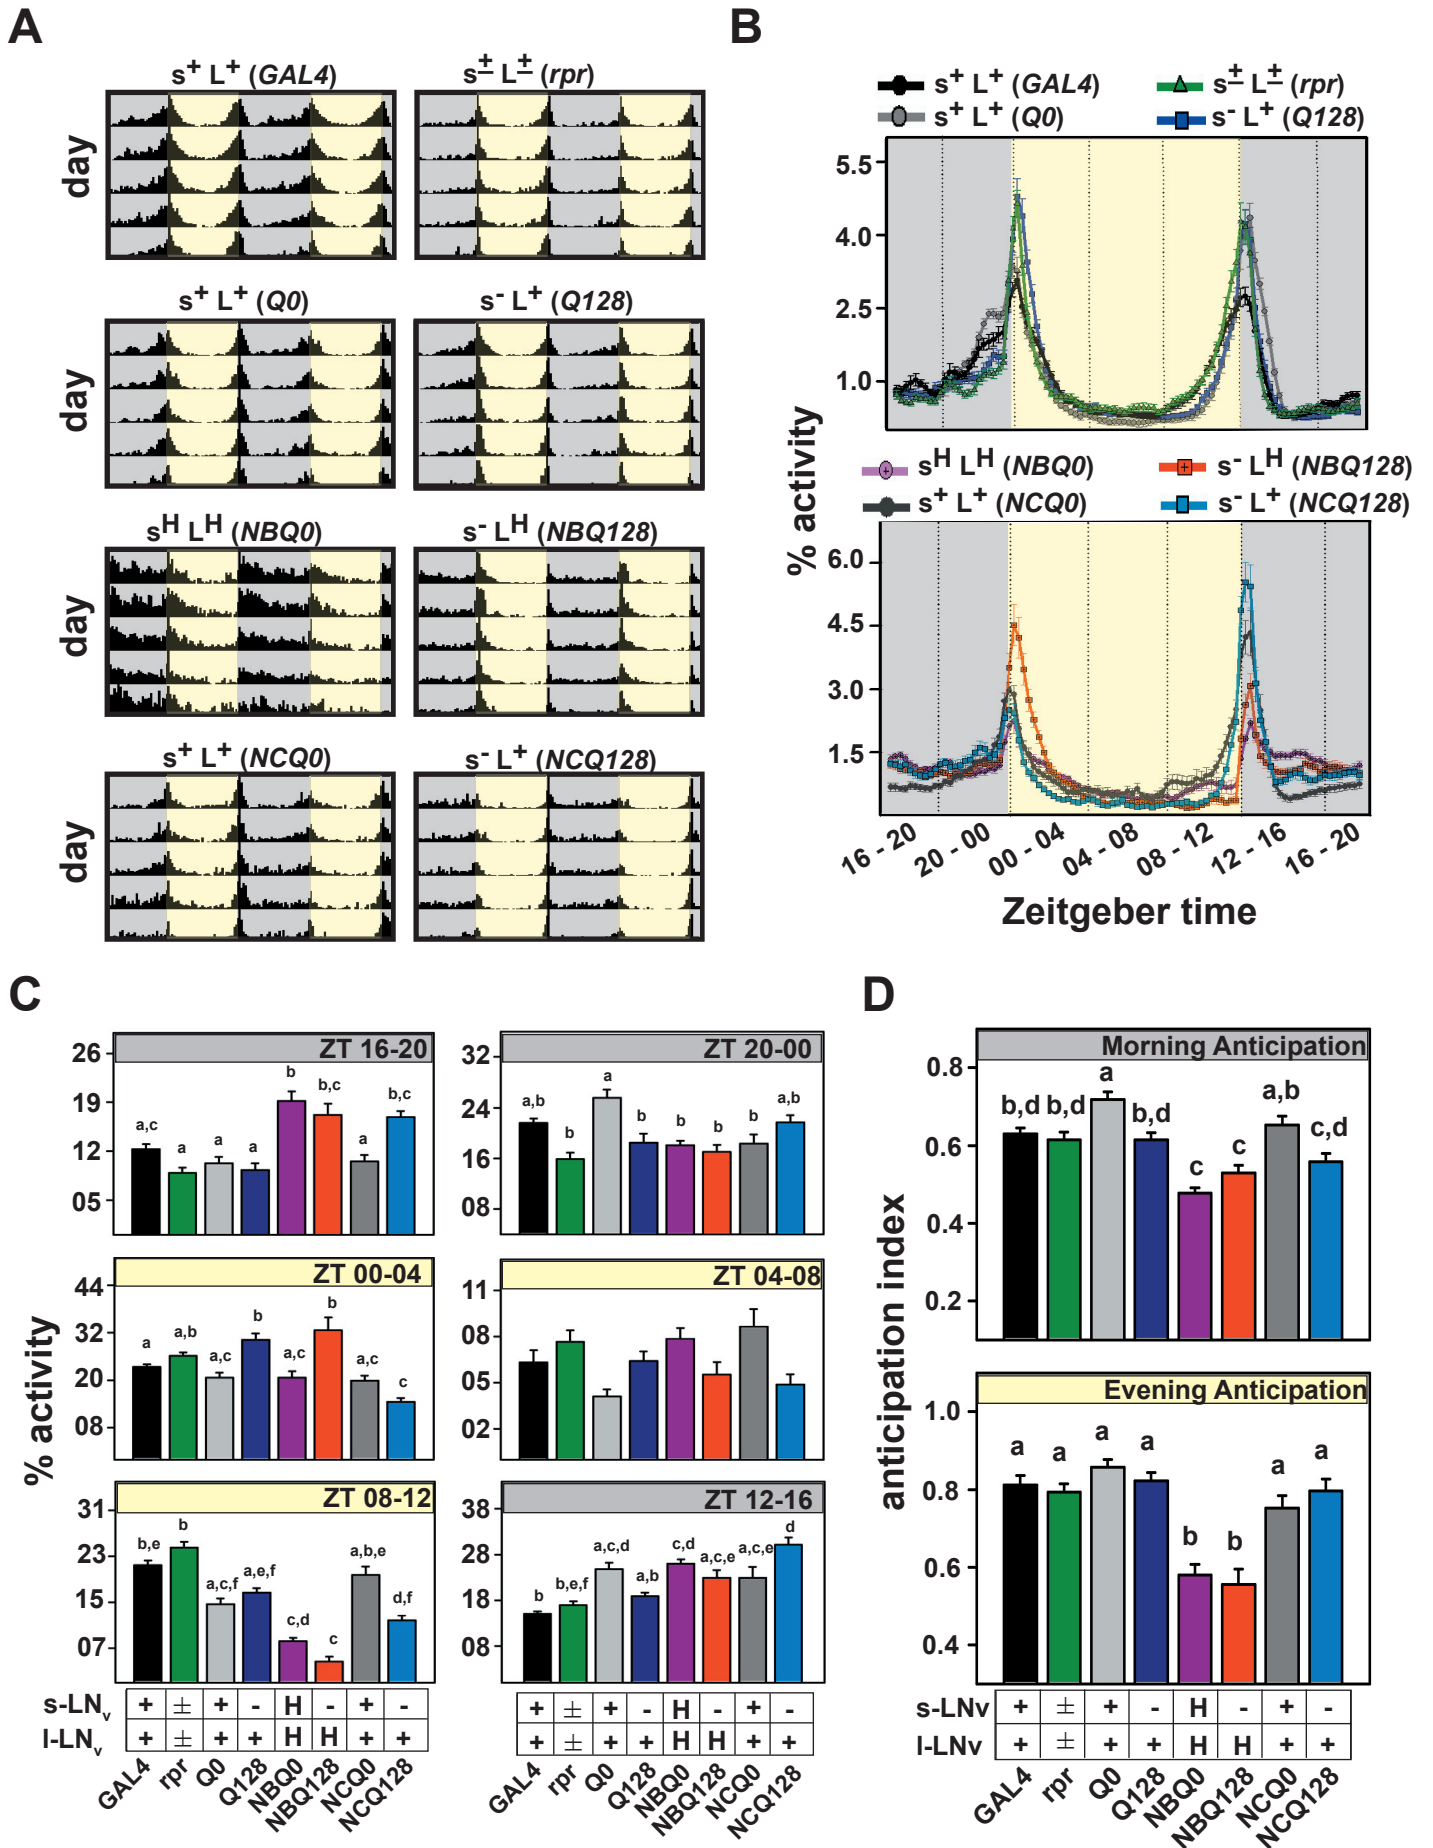 A
s+ L+ (GAL4)
s± L± (rpr)
day
s+ L+ (Q0)
s- L+ (Q128)
day
sH LH (NBQ0)
s- LH (NBQ128)
day
s+ L+ (NCQ0)
s- L+ (NCQ128)
day
B
s+ L+ (GAL4)
s± L± (rpr)
s+ L+ (Q0)
s- L+ (Q128)
5.5
4.0
2.5
1.0
% activity
sH LH (NBQ0)
s- LH (NBQ128)
s+ L+ (NCQ0)
s- L+ (NCQ128)
6.0
4.5
3.0
1.5
16 - 20
20 - 00
00 - 04
04 - 08
08 - 12
12 - 16
16 - 20
Zeitgeber time
C
% activity
ZT 16-20
26
19
12
05
a,c a a a b b,c a b,c
ZT 20-00
32
24
16
08
a,b b a b b b b a,b
ZT 00-04
44
32
20
08
a a,b a,c b a,c b a,c c
ZT 04-08
11
08
05
02
ZT 08-12
31
23
15
07
b,e b a,c,f a,e,f c,d c a,b,e d,f
ZT 12-16
38
28
18
08
b b,e,f a,c,d a,b c,d a,c,e a,c,e d
s-LNv + ± + - H - + -
l-LNv + ± + + H H + +
GAL4 rpr Q0 Q128 NBQ0 NBQ128 NCQ0 NCQ128
+ ± + - H - + -
+ ± + + H H + +
GAL4 rpr Q0 Q128 NBQ0 NBQ128 NCQ0 NCQ128
D
anticipation index
Morning Anticipation
0.8
0.6
0.4
0.2
b,d b,d a b,d c c a,b c,d
Evening Anticipation
1.0
0.8
0.6
0.4
a a a a b b a a
s-LNv + ± + - H - + -
l-LNv + ± + + H H + +
GAL4 rpr Q0 Q128 NBQ0 NBQ128 NCQ0 NCQ128